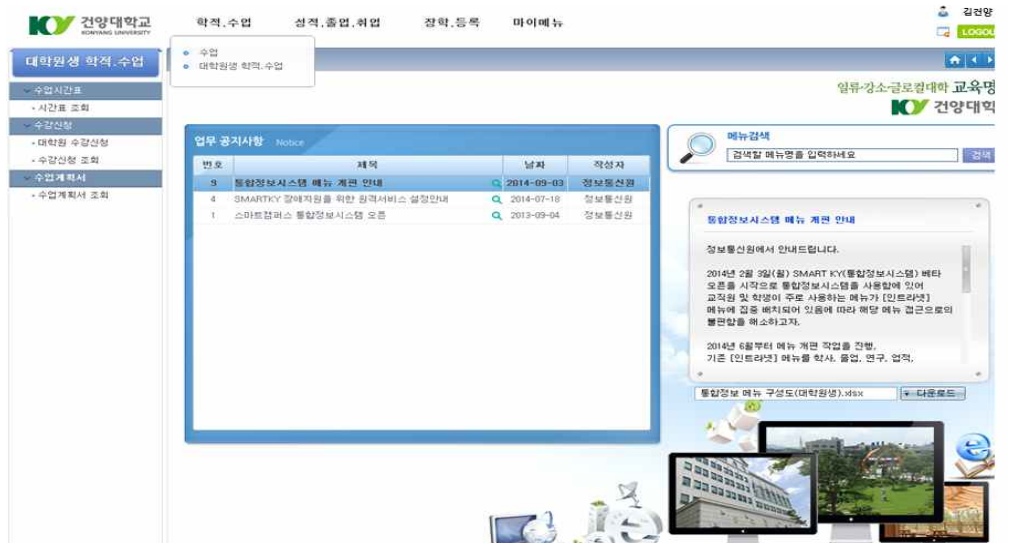 건양대학교
KONYANG UNIVERSITY
학적.수업
성적.졸업.취업
장학.등록
마이메뉴
김건양
LOGOU
수업
대학원생 학적.수업
대학원생 학적.수업
수업시간표
시간표 조회
수강신청
대학원 수강신청
수강신청 조회
수업계획서
수업계획서 조회
일류·강소·글로컬대학 교육명
KY 건양대학
업무 공지사항 Notice
번호 제목 날짜 작성자
9 통합정보시스템 메뉴 개편 안내 2014-09-03 정보통신원
4 SMARTKY 장애지원을 위한 원격서비스 설정안내 2014-07-18 정보통신원
1 스마트캠퍼스 통합정보시스템 오픈 2013-09-04 정보통신원
메뉴검색
검색할 메뉴명을 입력하세요 검색
통합정보시스템 메뉴 개편 안내
정보통신원에서 안내드립니다.
2014년 2월 3일(월) SMART KY(통합정보시스템) 베타
오픈을 시작으로 통합정보시스템을 사용함에 있어
교직원 및 학생이 주로 사용하는 메뉴가 [인트라넷]
메뉴에 집중 배치되어 있음에 따라 해당 메뉴 접근으로의
불편함을 해소하고자,
2014년 6월부터 메뉴 개편 작업을 진행,
기존 [인트라넷] 메뉴를 학사, 졸업, 연구, 업적,
통합정보 메뉴 구성도(대학원생).xlsx 다운로드